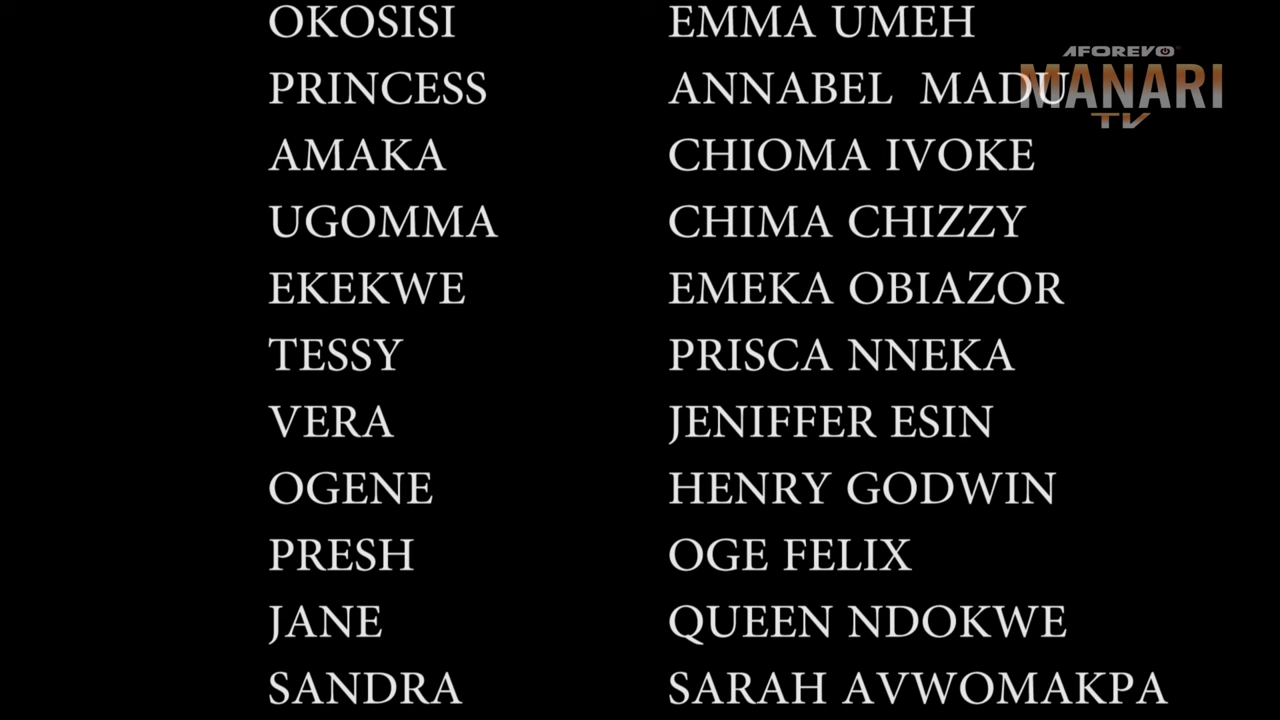 OKOSISI EMMA UMEH
AFOREVO
PRINCESS ANNABEL MADU
MANARI
TV
AMAKA CHIOMA IVOKE
UGOMMA CHIMA CHIZZY
EKEKWE EMEKA OBIAZOR
TESSY PRISCA NNEKA
VERA JENIFFER ESIN
OGENE HENRY GODWIN
PRESH OGE FELIX
JANE QUEEN NDOKWE
SANDRA SARAH AVWOMAKPA